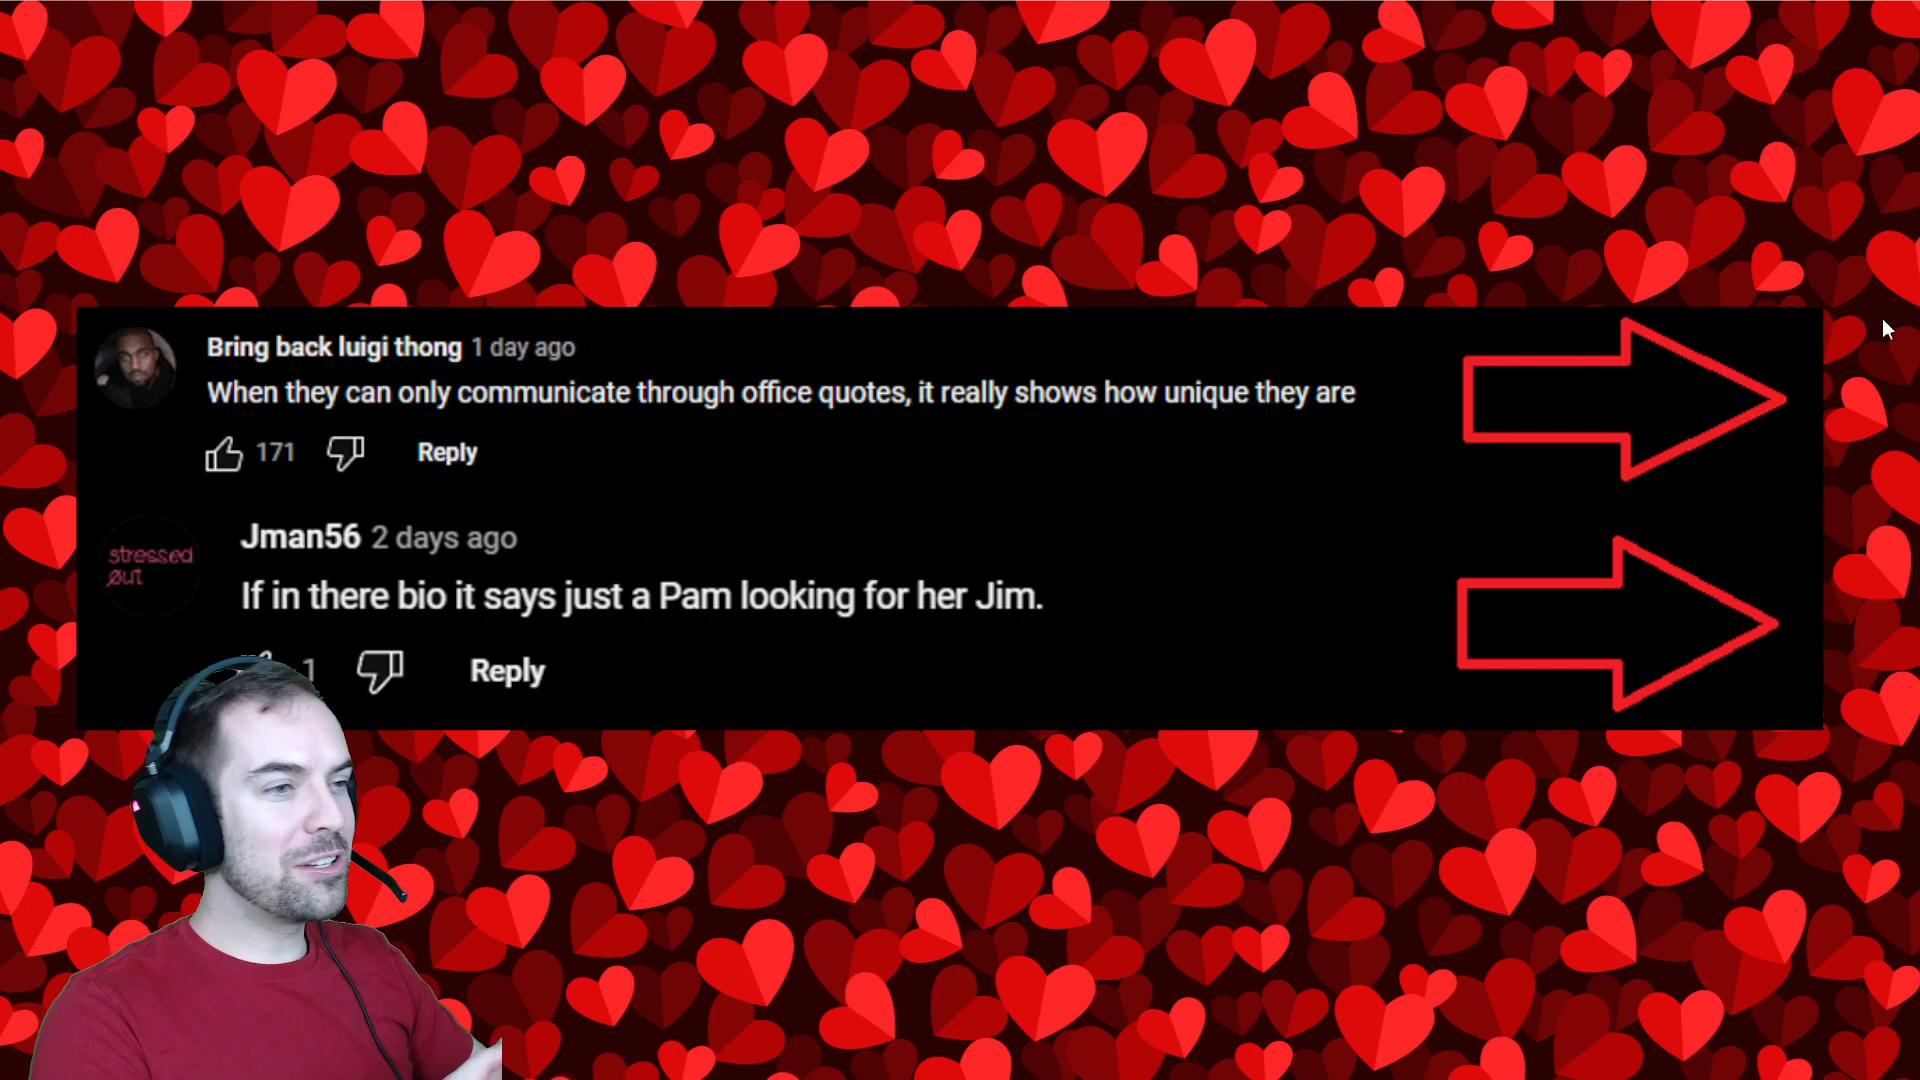 Bring back luigi thong 1 day ago
When they can only communicate through office quotes, it really shows how unique they are
171 Reply
Jman56 2 days ago
stressed
øut
If in there bio it says just a Pam looking for her Jim.
1 Reply